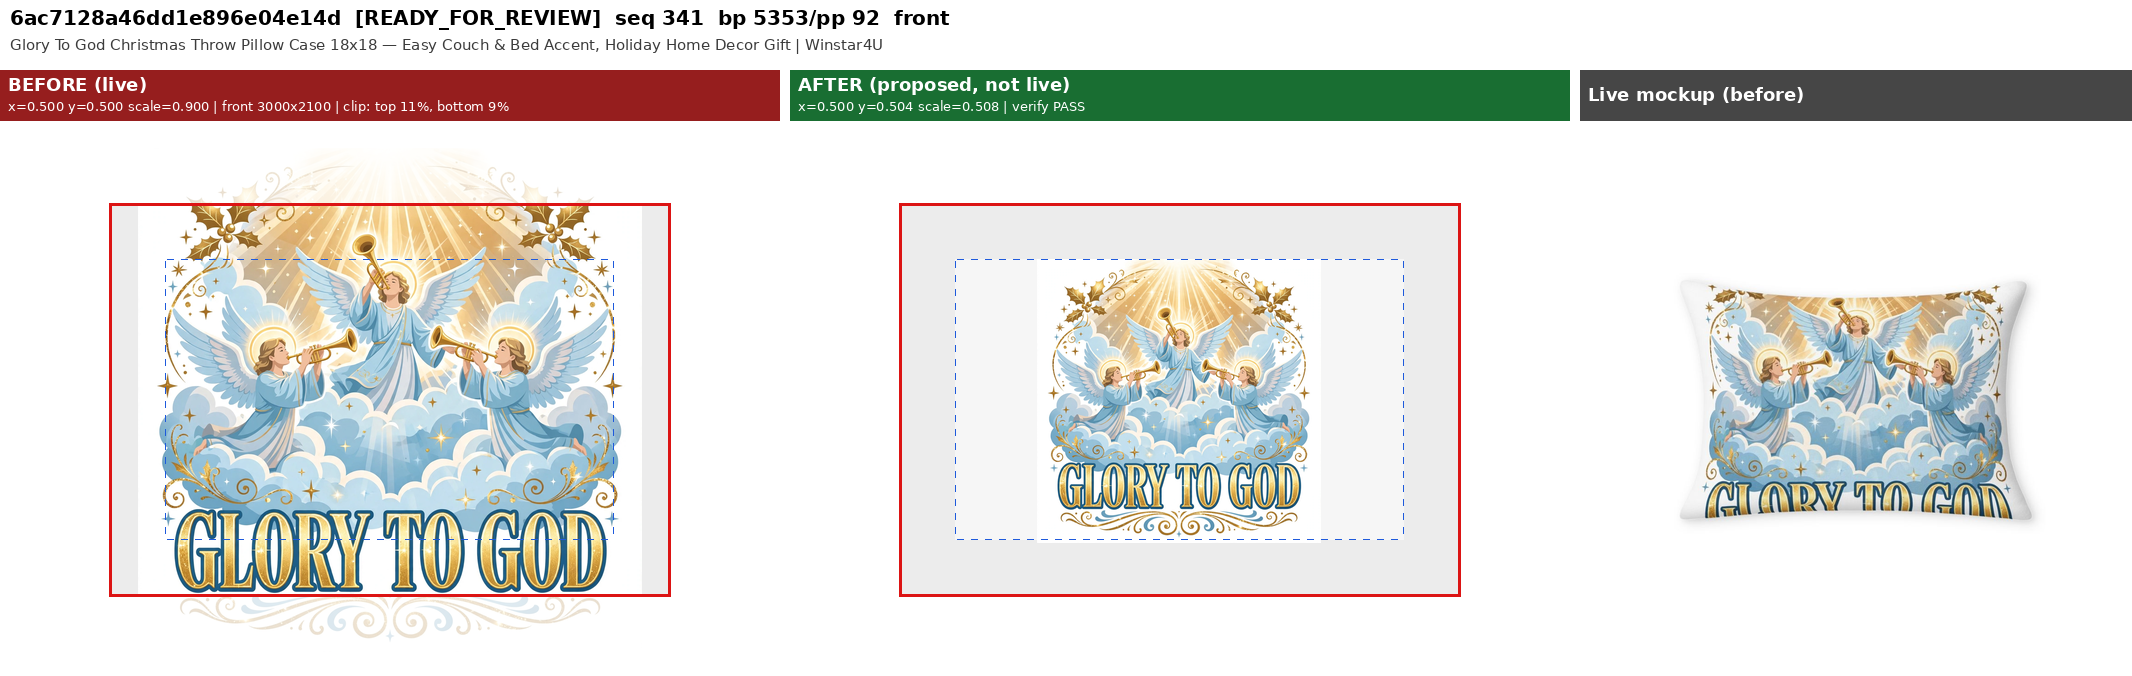 6ac7128a46dd1e896e04e14d [READY_FOR_REVIEW] seq 341 bp 5353/pp 92 front
Glory To God Christmas Throw Pillow Case 18x18 — Easy Couch & Bed Accent, Holiday Home Decor Gift | Winstar4U
BEFORE (live)
x=0.500 y=0.500 scale=0.900 | front 3000x2100 | clip: top 11%, bottom 9%
AFTER (proposed, not live)
x=0.500 y=0.504 scale=0.508 | verify PASS
Live mockup (before)
GLORY TO GOD
GLORY TO GOD
GLORY TO GOD